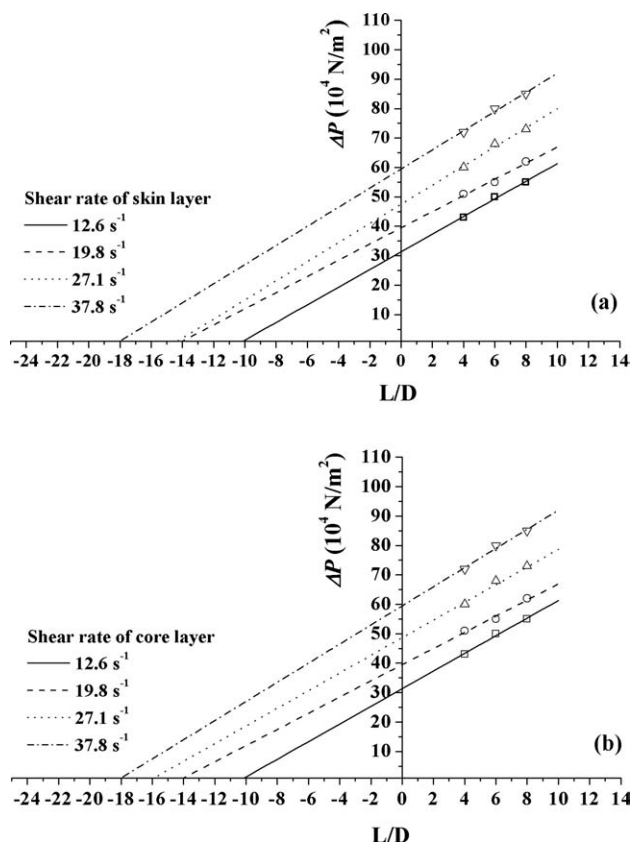 110
100
90
80
70
60
50
40
30
20
10
ΔP (10⁴ N/m²)
Shear rate of skin layer
12.6 s⁻¹
19.8 s⁻¹
27.1 s⁻¹
37.8 s⁻¹
(a)
-24 -22 -20 -18 -16 -14 -12 -10 -8 -6 -4 -2 0 2 4 6 8 10 12 14
L/D
110
100
90
80
70
60
50
40
30
20
10
ΔP (10⁴ N/m²)
Shear rate of core layer
12.6 s⁻¹
19.8 s⁻¹
27.1 s⁻¹
37.8 s⁻¹
(b)
-24 -22 -20 -18 -16 -14 -12 -10 -8 -6 -4 -2 0 2 4 6 8 10 12 14
L/D